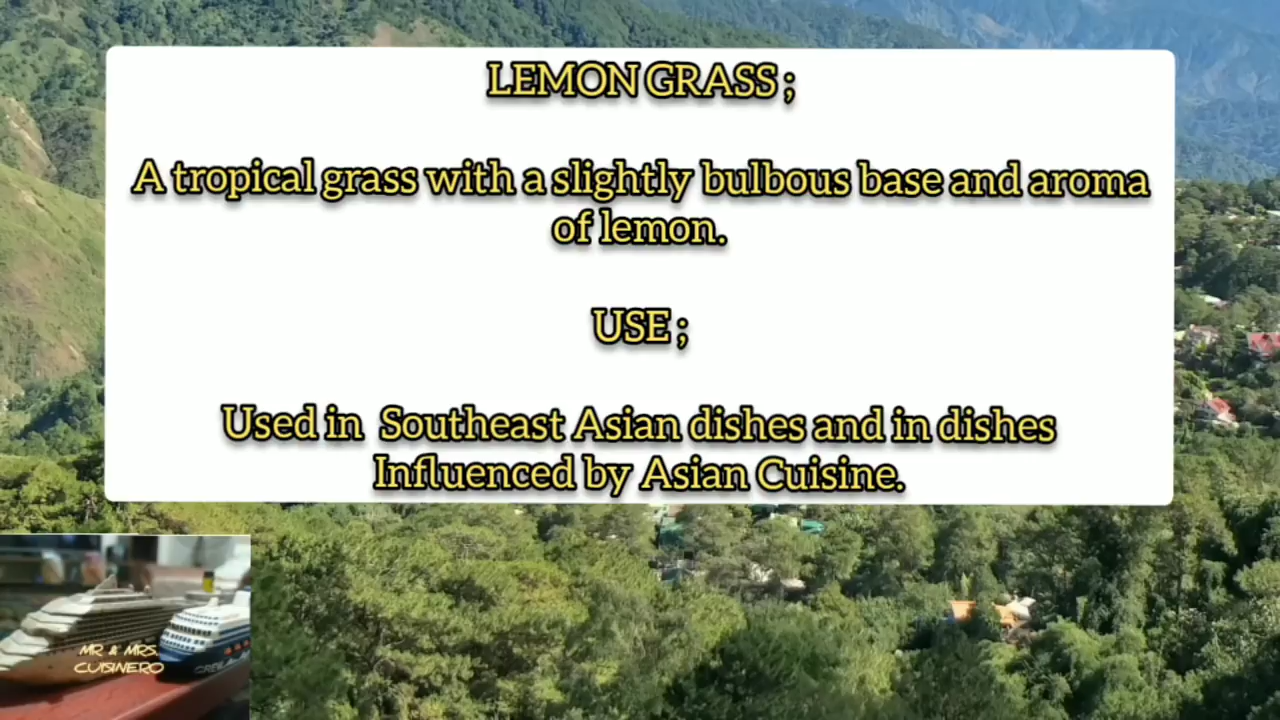 LEMON GRASS ;
A tropical grass with a slightly bulbous base and aroma
of lemon.
USE ;
Used in Southeast Asian dishes and in dishes
Influenced by Asian Cuisine.
MR & MRS.
CUISINERO